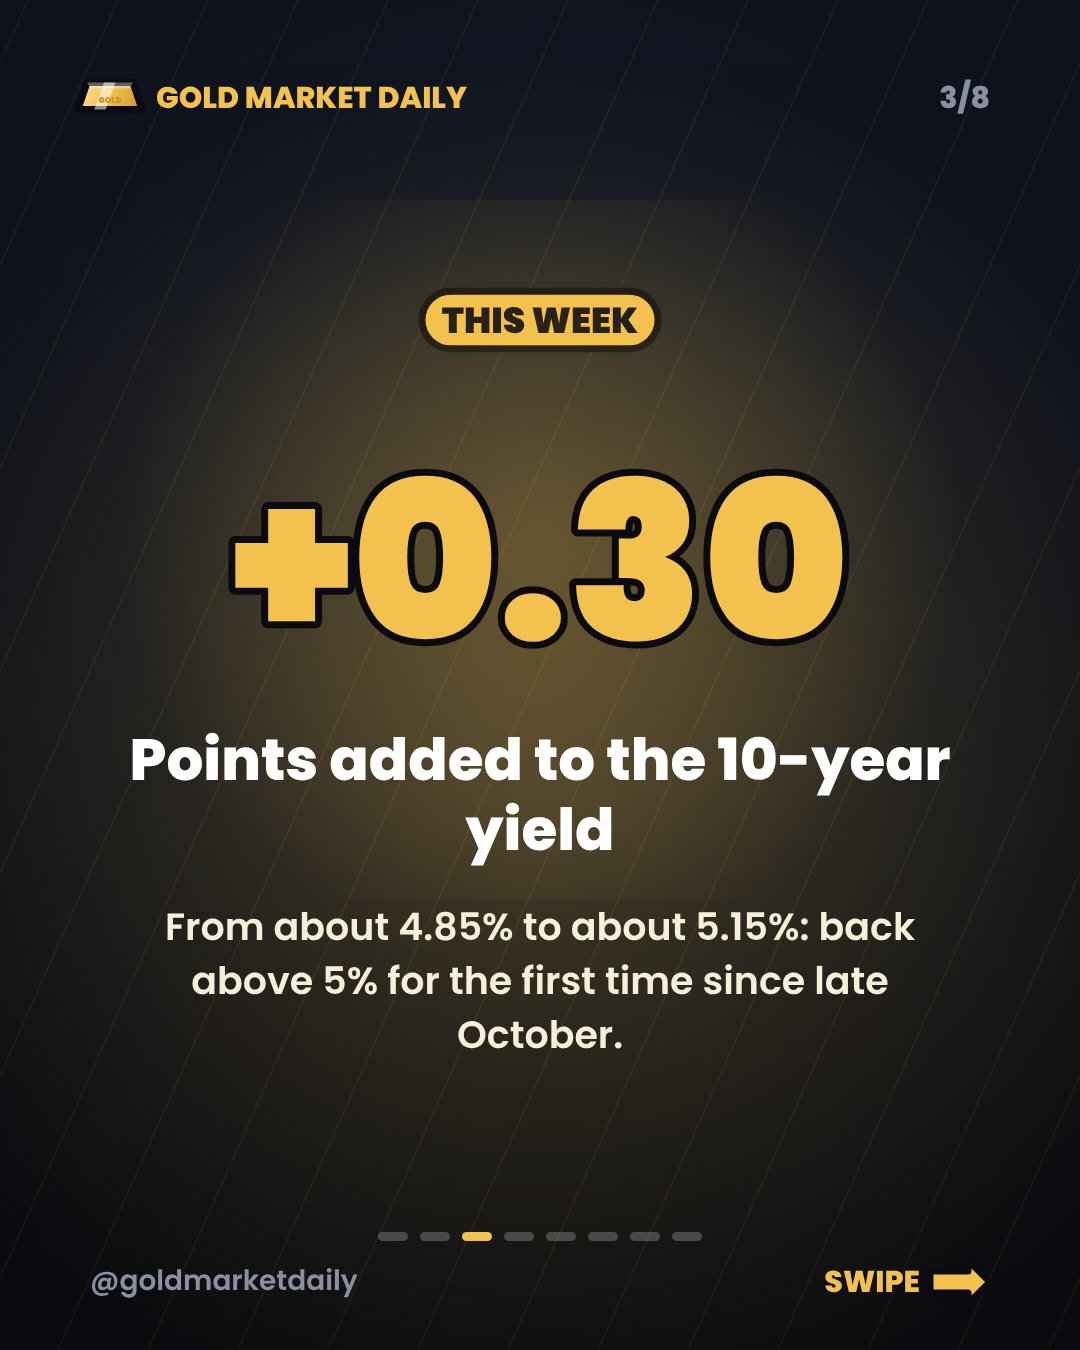 GOLD
GOLD MARKET DAILY
3/8
THIS WEEK
+0.30
Points added to the 10-year
yield
From about 4.85% to about 5.15%: back
above 5% for the first time since late
October.
@goldmarketdaily
SWIPE